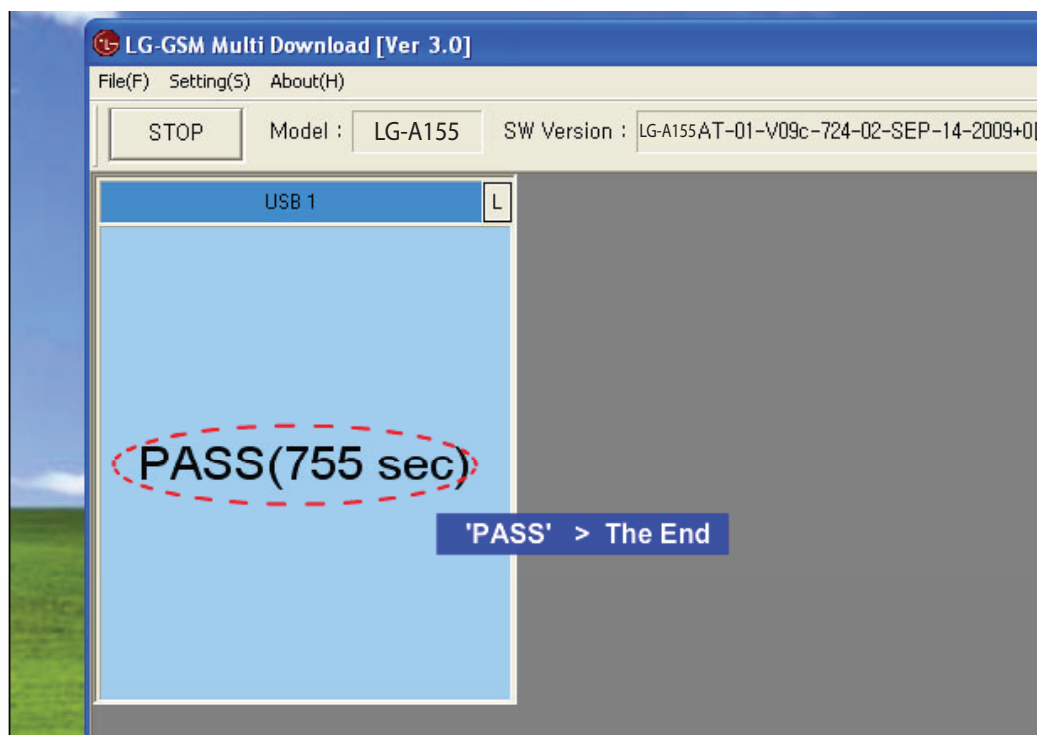 LG-GSM Multi Download [Ver 3.0]
File(F) Setting(S) About(H)
STOP Model : LG-A155 SW Version : LG-A155AT-01-V09c-724-02-SEP-14-2009+0
USB 1 L
PASS(755 sec)
'PASS' > The End